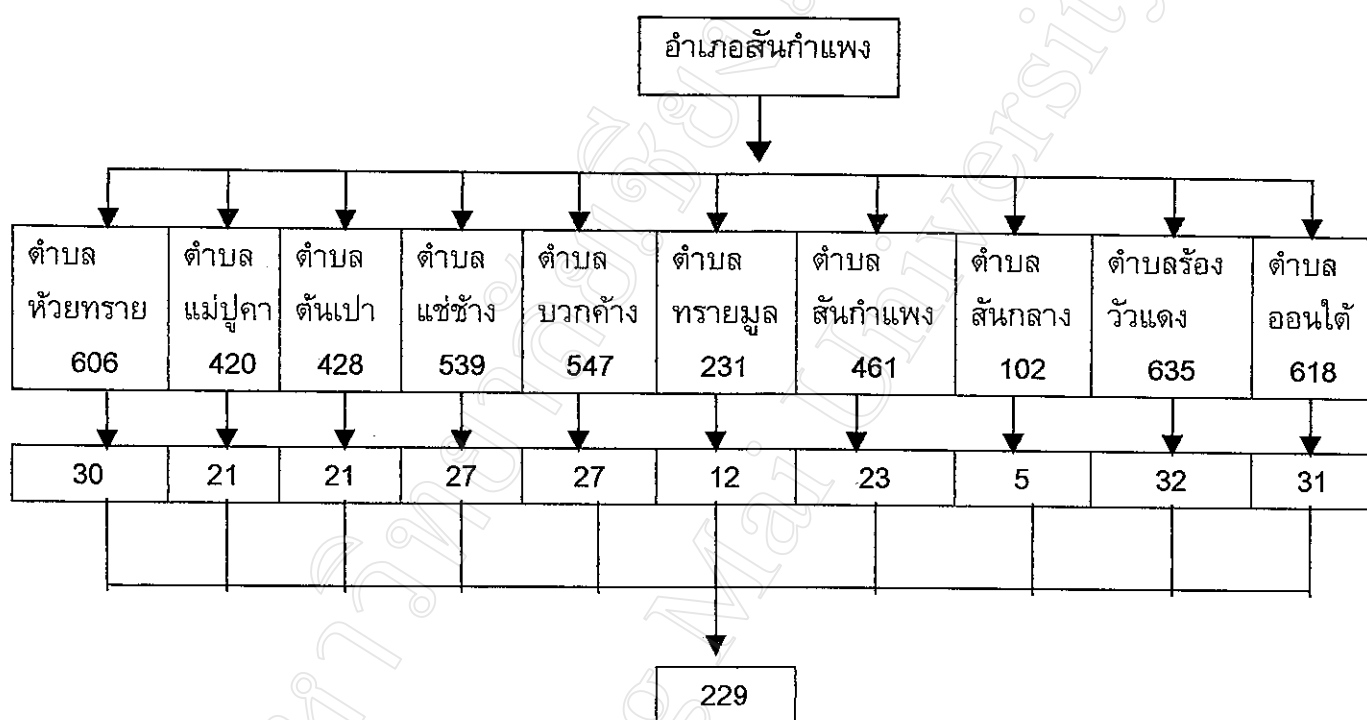 อำเภอสันกำแพง
ตำบล
ห้วยทราย
606
ตำบล
แม่ปูคา
420
ตำบล
ต้นเปา
428
ตำบล
แช่ช้าง
539
ตำบล
บวกค้าง
547
ตำบล
ทรายมูล
231
ตำบล
สันกำแพง
461
ตำบล
สันกลาง
102
ตำบลร้อง
วัวแดง
635
ตำบล
ออนใต้
618
30
21
21
27
27
12
23
5
32
31
229
Mai University